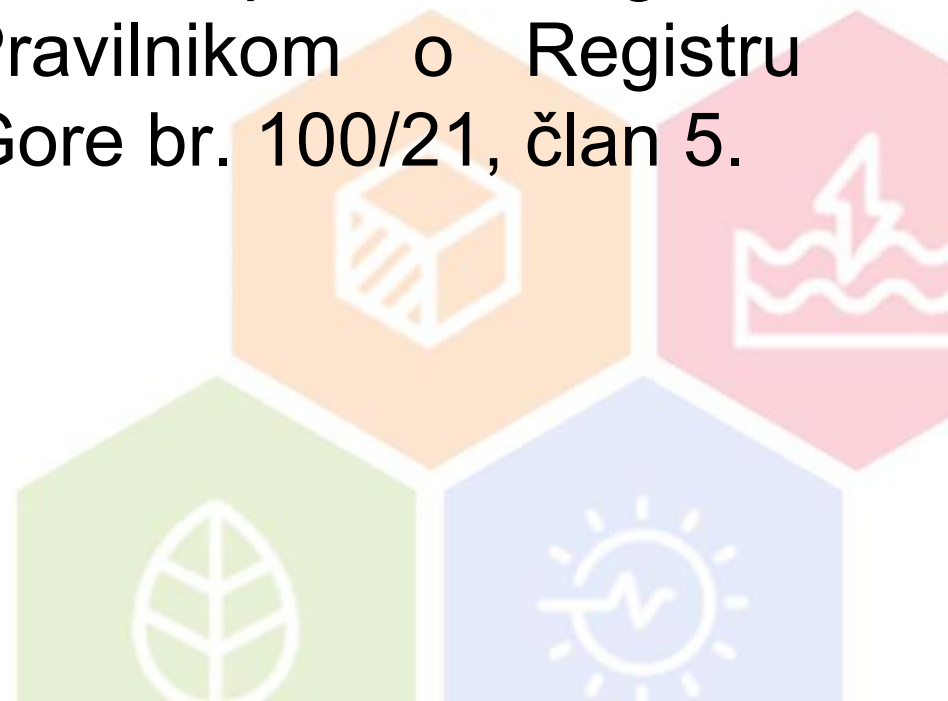 Pravilnikom o Registru
Gore br. 100/21, član 5.